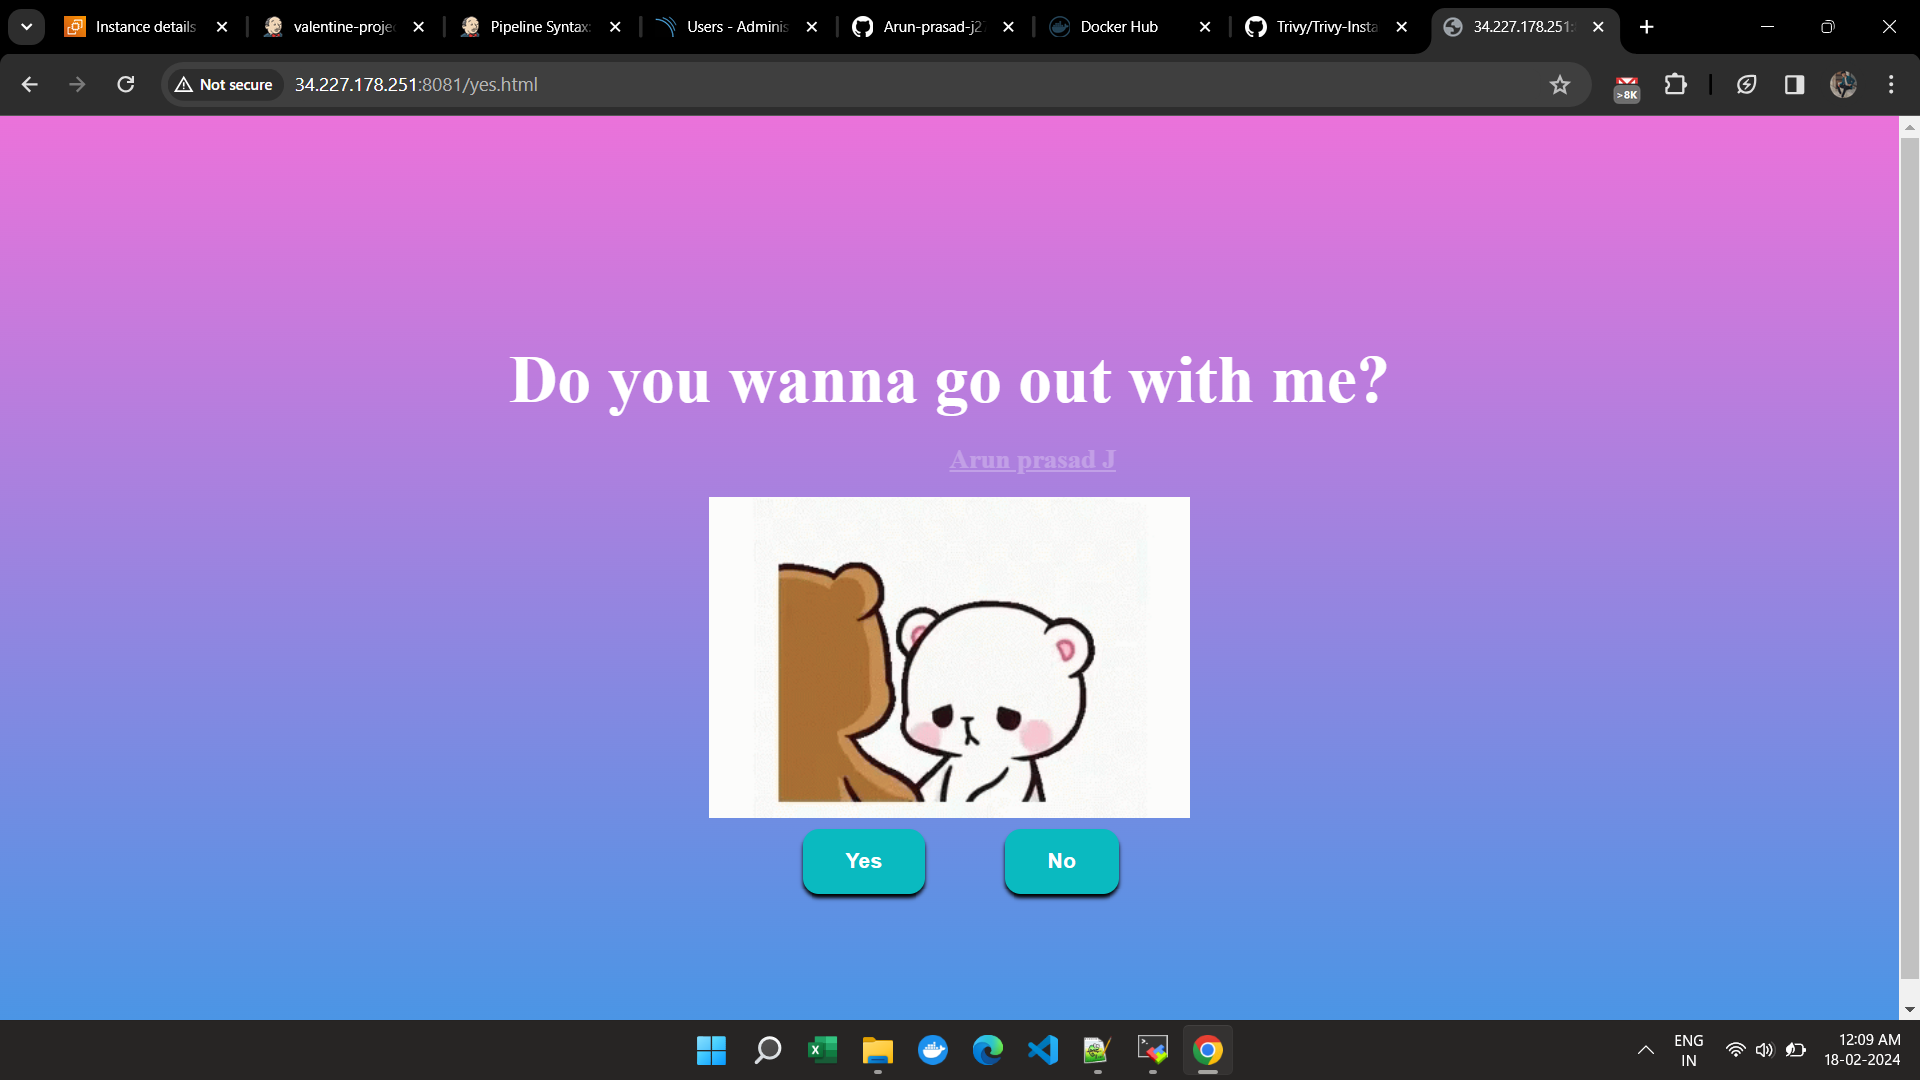 Instance details
valentine-proje
Pipeline Syntax:
Users - Adminis
Arun-prasad-j2
Docker Hub
Trivy/Trivy-Insta
34.227.178.251:
Not secure
34.227.178.251:8081/yes.html
>8K
Do you wanna go out with me?
Arun prasad J
Yes
No
ENG
IN
12:09 AM
18-02-2024